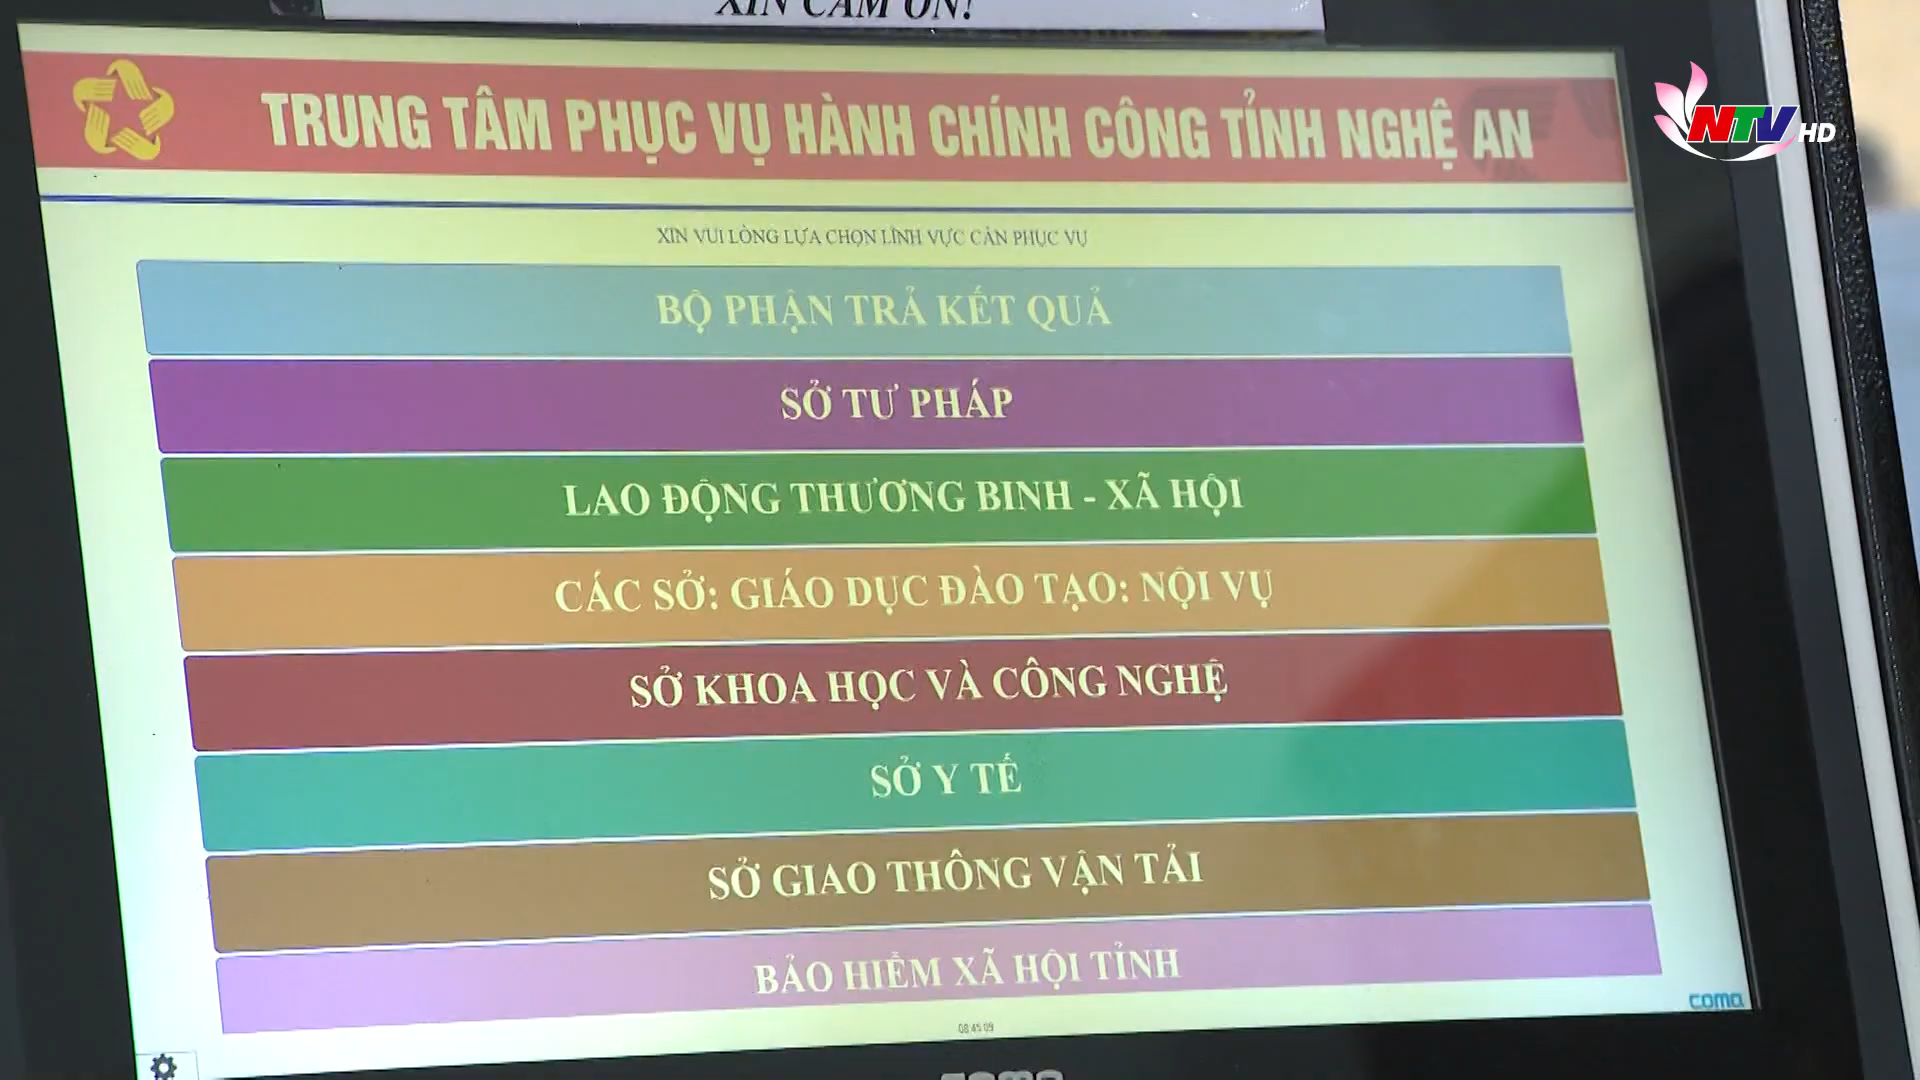 XIN CẢM ƠN!
TRUNG TÂM PHỤC VỤ HÀNH CHÍNH CÔNG TỈNH NGHỆ AN
NTV HD
XIN VUI LÒNG LỰA CHỌN LĨNH VỰC CẦN PHỤC VỤ
BỘ PHẬN TRẢ KẾT QUẢ
SỞ TƯ PHÁP
LAO ĐỘNG THƯƠNG BINH - XÃ HỘI
CÁC SỞ: GIÁO DỤC ĐÀO TẠO: NỘI VỤ
SỞ KHOA HỌC VÀ CÔNG NGHỆ
SỞ Y TẾ
SỞ GIAO THÔNG VẬN TẢI
BẢO HIỂM XÃ HỘI TỈNH
comq
08:45:09